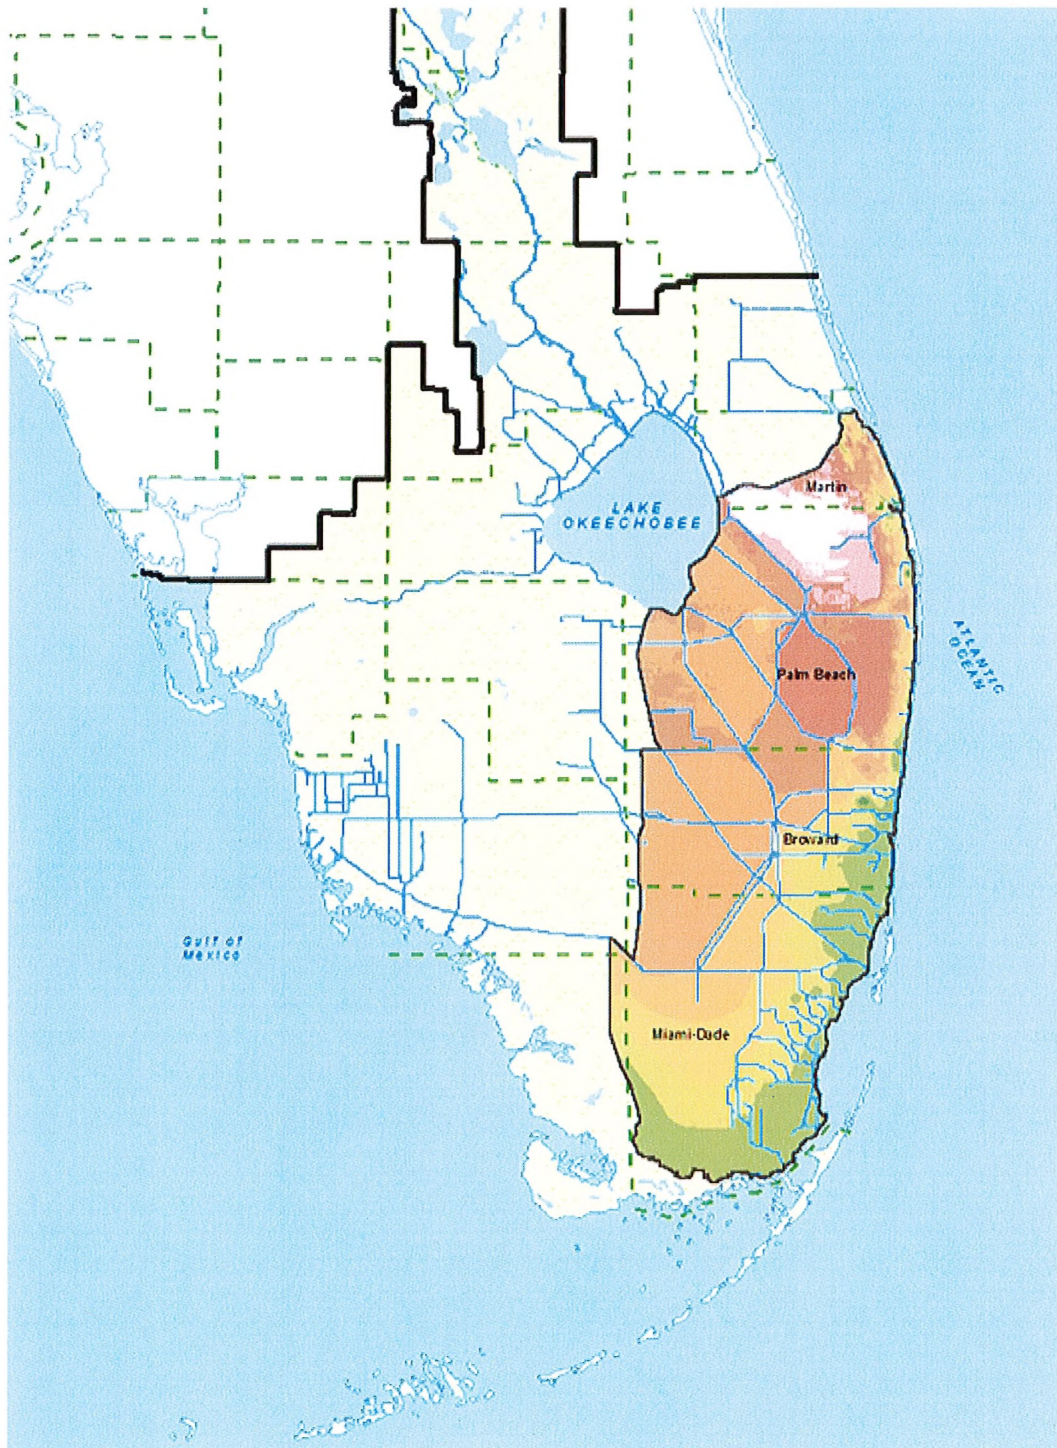 LAKE
OKEECHOBEE
Martin
ATLANTIC
OCEAN
Palm Beach
Broward
Gulf of
Mexico
Miami-Dade